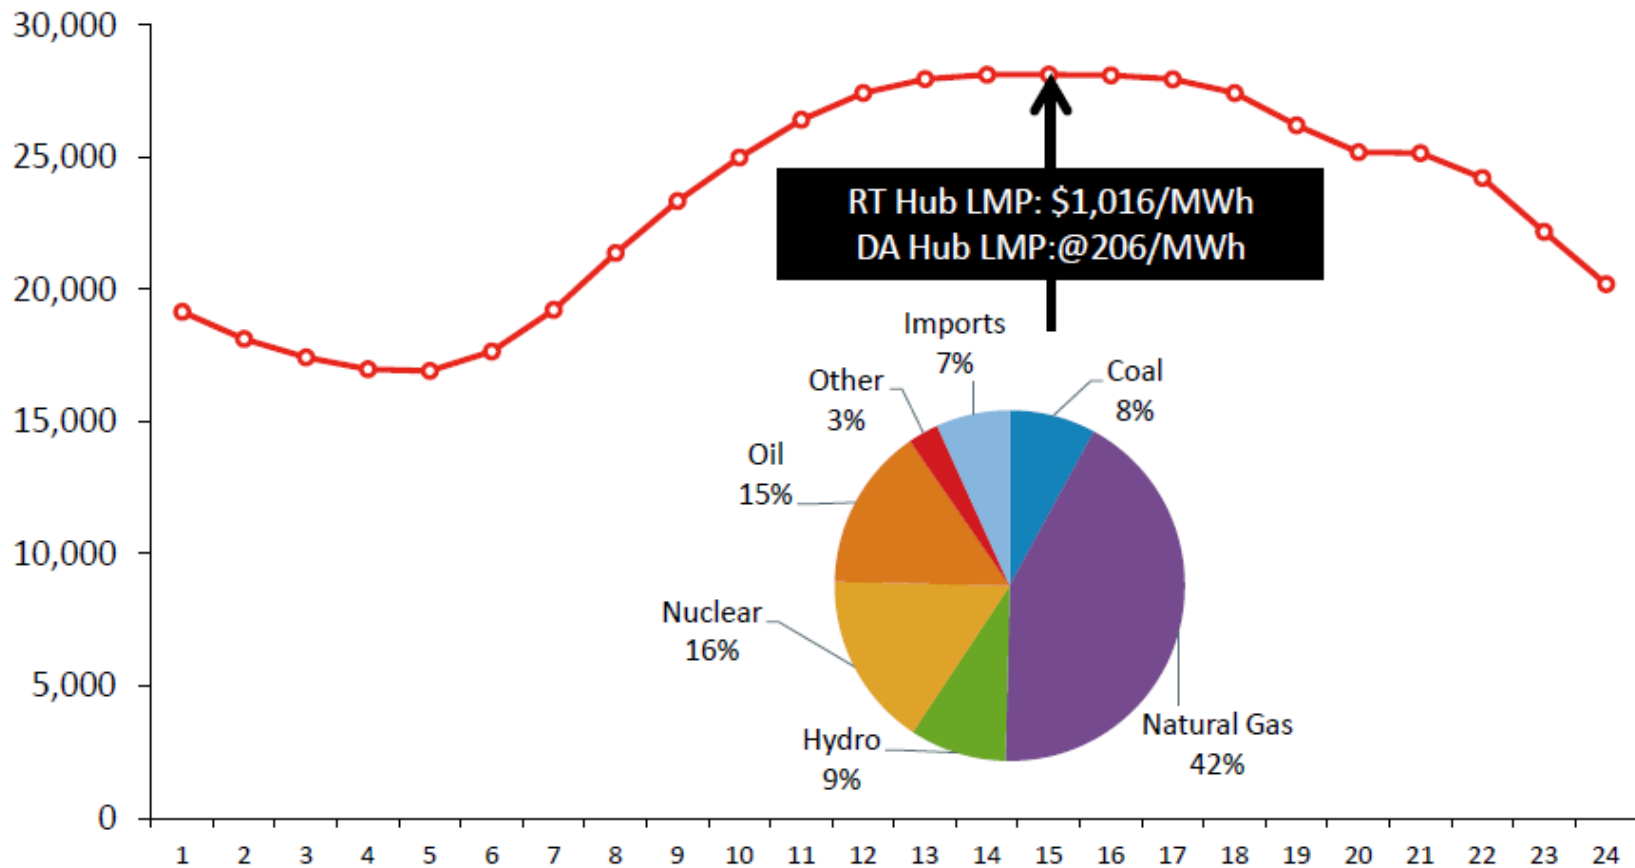 30,000
25,000
20,000
15,000
10,000
5,000
0
RT Hub LMP: $1,016/MWh
DA Hub LMP:@206/MWh
Imports
7%
Coal
8%
Other
3%
Oil
15%
Nuclear
16%
Hydro
9%
Natural Gas
42%
1 2 3 4 5 6 7 8 9 10 11 12 13 14 15 16 17 18 19 20 21 22 23 24